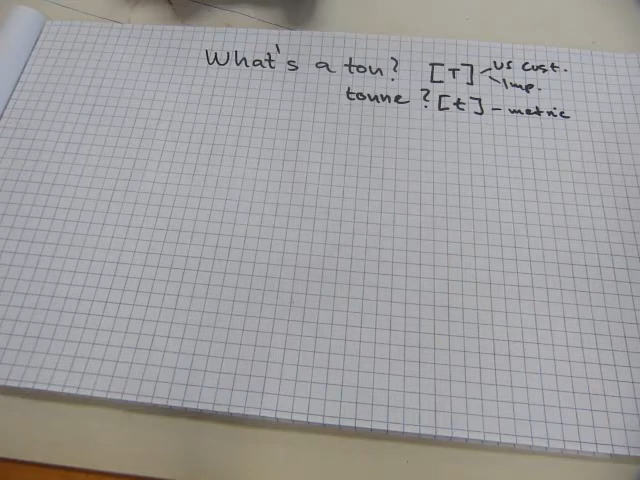 What's a ton? [T] - US Cust.
- Imp.
tonne? [t] - metric